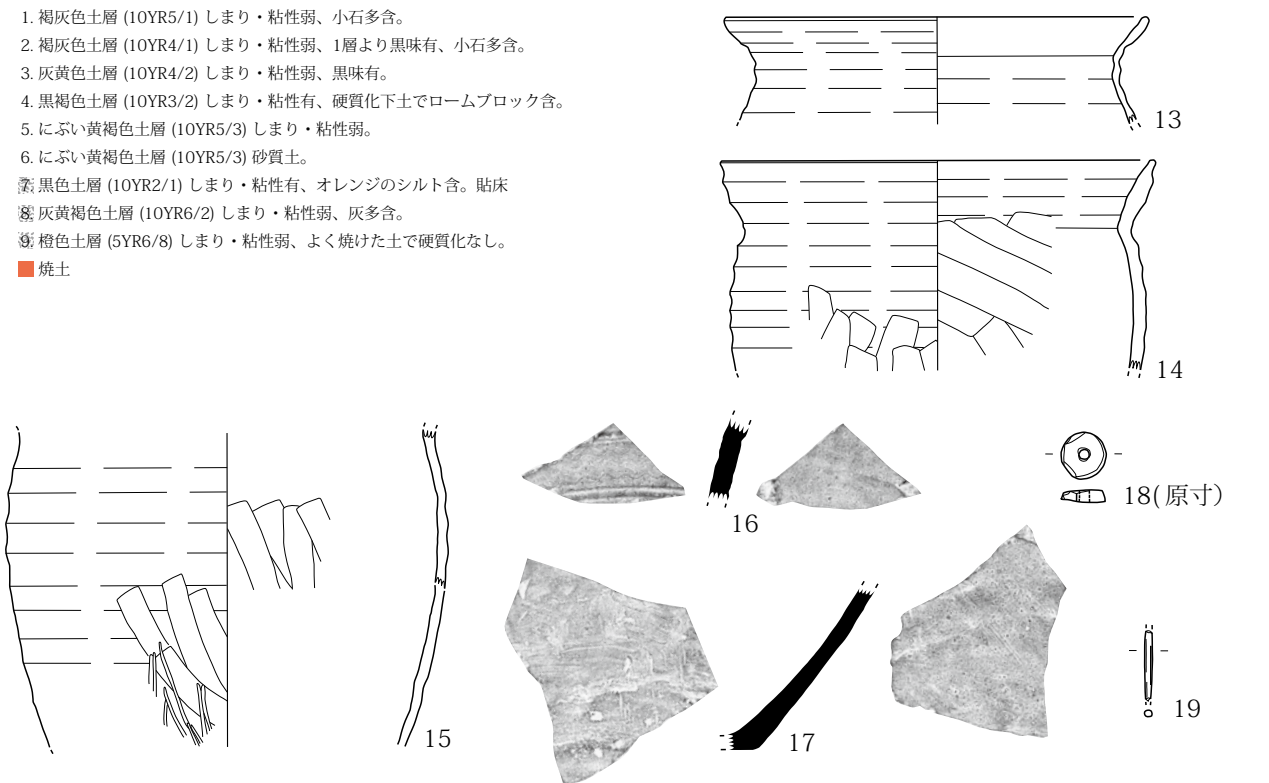 1. 褐灰色土層 (10YR5/1) しまり・粘性弱、小石多含。
2. 褐灰色土層 (10YR4/1) しまり・粘性弱、1層より黒味有、小石多含。
3. 灰黄色土層 (10YR4/2) しまり・粘性弱、黒味有。
4. 黒褐色土層 (10YR3/2) しまり・粘性有、硬質化下土でロームブロック含。
5. にぶい黄褐色土層 (10YR5/3) しまり・粘性弱。
6. にぶい黄褐色土層 (10YR5/3) 砂質土。
7. 黒色土層 (10YR2/1) しまり・粘性有、オレンジのシルト含。貼床
8. 灰黄褐色土層 (10YR6/2) しまり・粘性弱、灰多含。
9. 橙色土層 (5YR6/8) しまり・粘性弱、よく焼けた土で硬質化なし。
焼土
13
14
15
16
17
18(原寸)
19